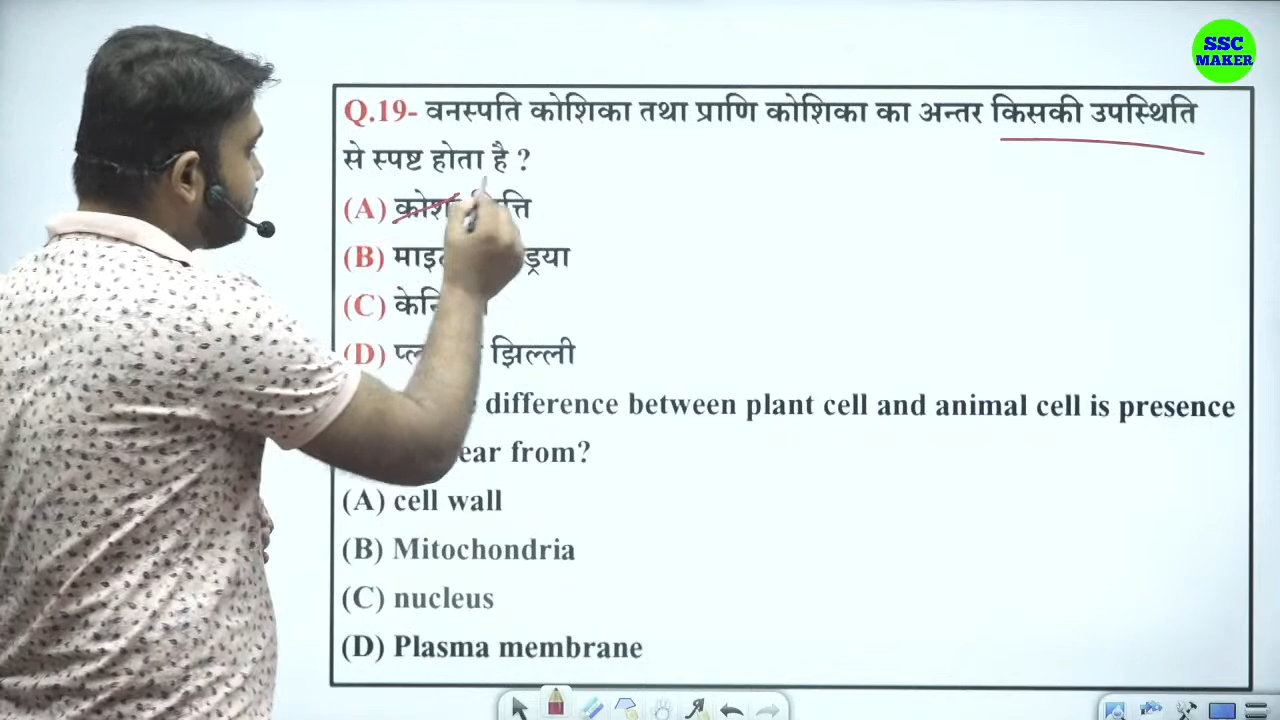 SSC
MAKER
Q.19- वनस्पति कोशिका तथा प्राणि कोशिका का अन्तर किसकी उपस्थिति
से स्पष्ट होता है ?
(A)
(B)
(C)
(D) झिल्ली
difference between plant cell and animal cell is presence
from?
(A) cell wall
(B) Mitochondria
(C) nucleus
(D) Plasma membrane